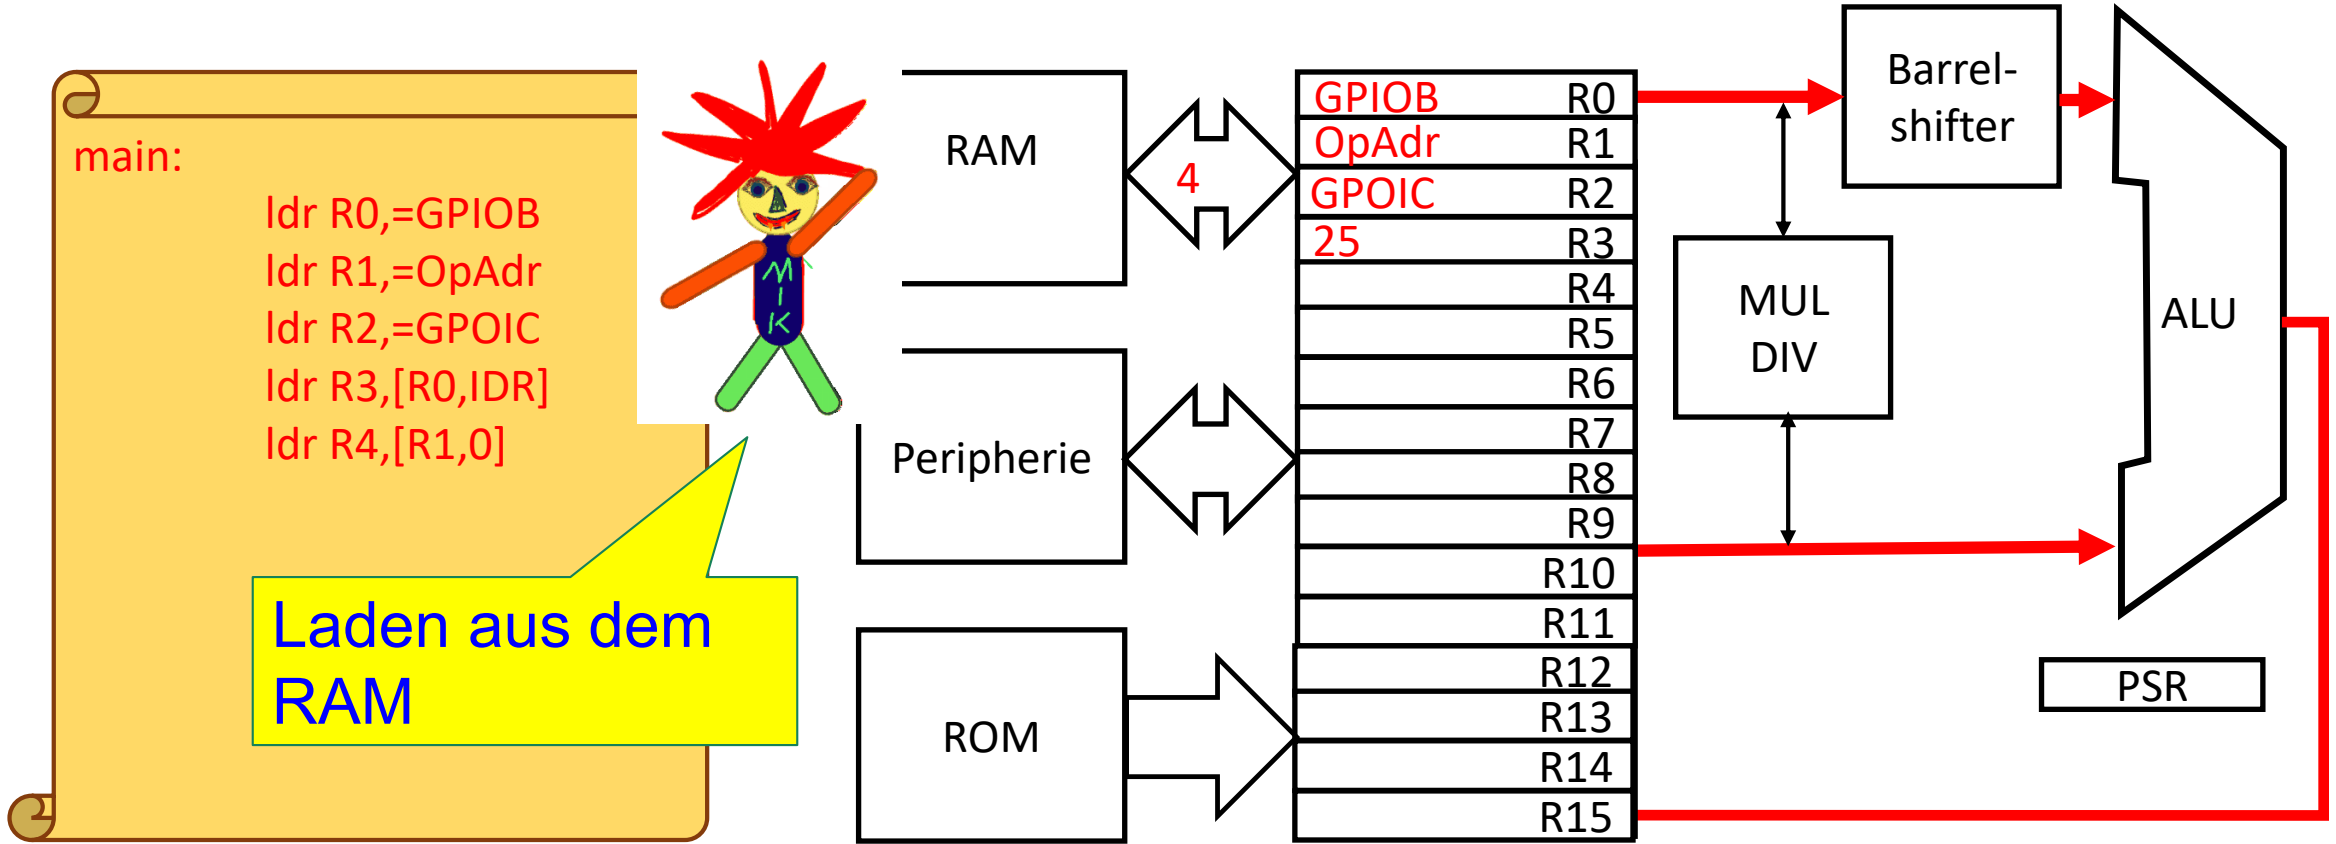 main:
ldr R0,=GPIOB
ldr R1,=OpAdr
ldr R2,=GPOIC
ldr R3,[R0,IDR]
ldr R4,[R1,0]
Laden aus dem
RAM
MIK
RAM
4
Peripherie
ROM
GPIOB R0
OpAdr R1
GPOIC R2
25 R3
R4
R5
R6
R7
R8
R9
R10
R11
R12
R13
R14
R15
Barrel-
shifter
MUL
DIV
ALU
PSR